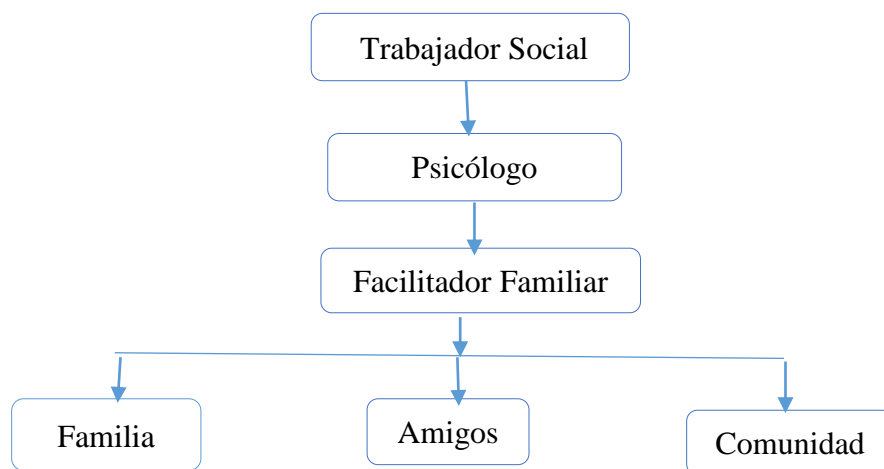 Trabajador Social
Psicólogo
Facilitador Familiar
Familia
Amigos
Comunidad